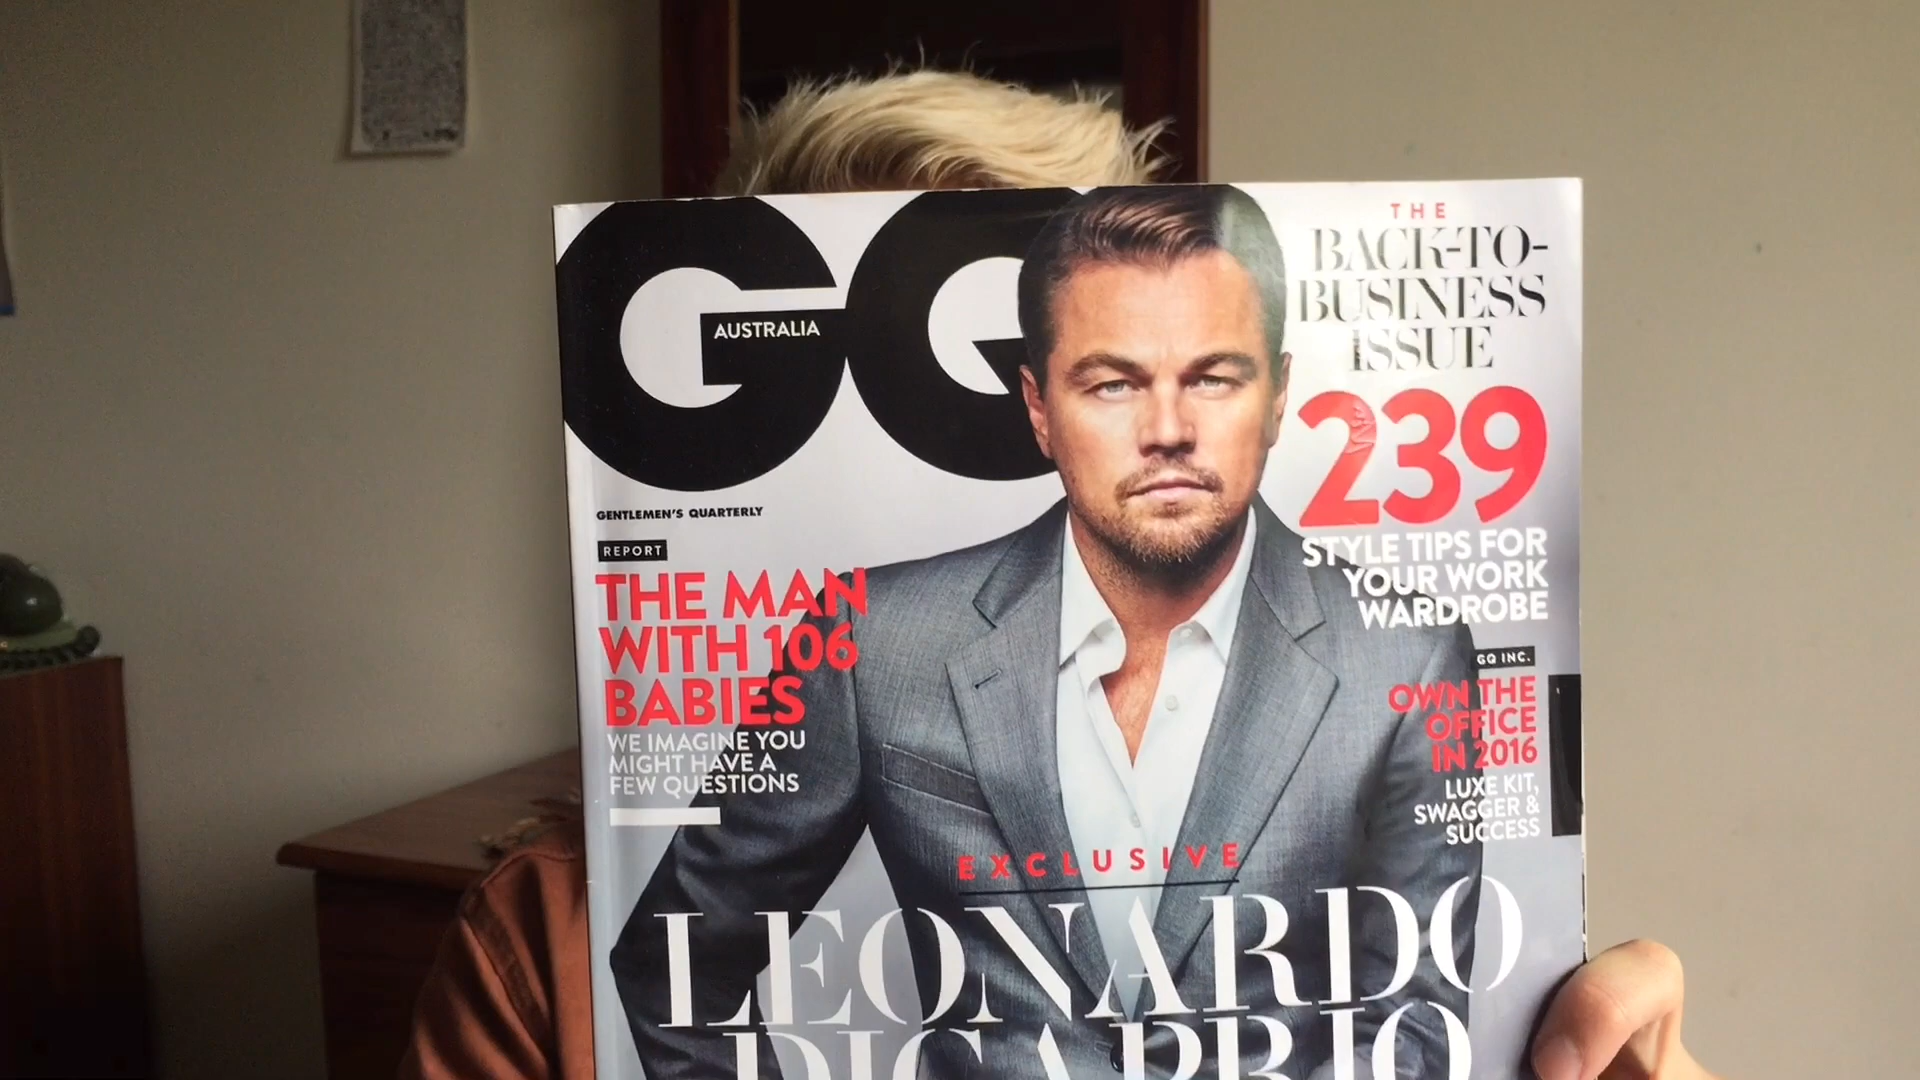 GQ
AUSTRALIA
GENTLEMEN'S QUARTERLY
REPORT
THE MAN
WITH 106
BABIES
WE IMAGINE YOU
MIGHT HAVE A
FEW QUESTIONS
THE
BACK-TO-
BUSINESS
ISSUE
239
STYLE TIPS FOR
YOUR WORK
WARDROBE
GQ INC.
OWN THE
OFFICE
IN 2016
LUXE KIT,
SWAGGER &
SUCCESS
EXCLUSIVE
LEONARDO
DICAPRIO